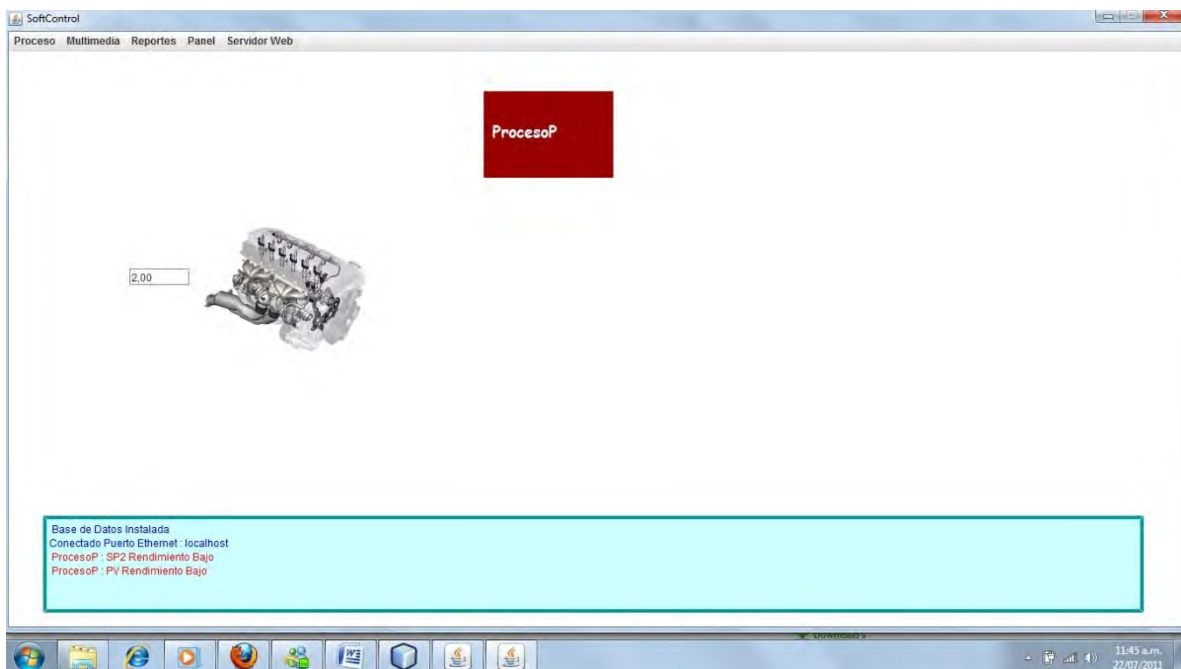 SoftControl
Proceso Multimedia Reportes Panel Servidor Web
ProcesoP
2,00
Base de Datos Instalada
Conectado Puerto Ethernet : localhost
ProcesoP : SP2 Rendimiento Bajo
ProcesoP : PV Rendimiento Bajo
11:45 a.m.
22/07/2011